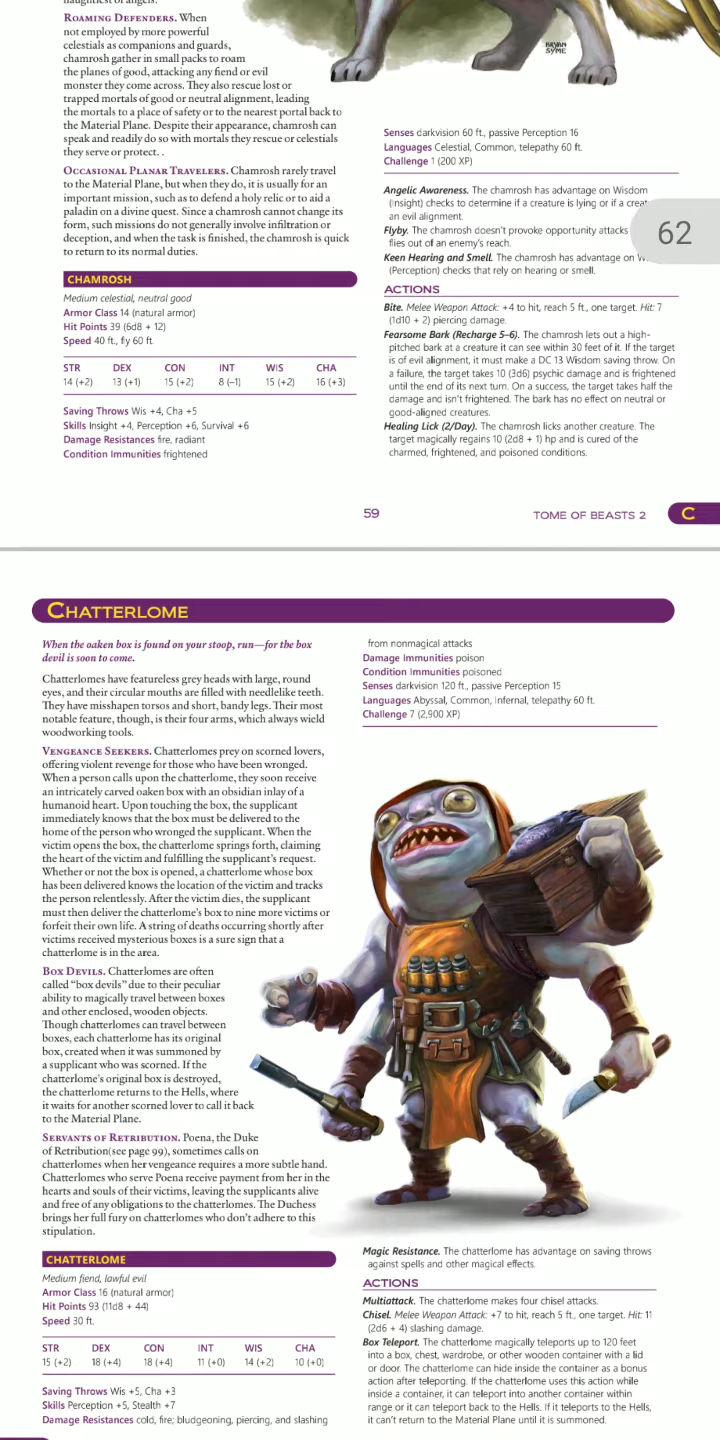 ROAMING DEFENDERS. When
not employed by more powerful
celestials as companions and guards,
chamrosh gather in small packs to roam
the planes of good, attacking any fiend or evil
monster they come across. They also rescue lost or
trapped mortals of good or neutral alignment, leading
the mortals to a place of safety or to the nearest portal back to
the Material Plane. Despite their appearance, chamrosh can
speak and readily do so with mortals they rescue or celestials
they serve or protect. .
OCCASIONAL PLANAR TRAVELERS. Chamrosh rarely travel
to the Material Plane, but when they do, it is usually for an
important mission, such as to defend a holy relic or to aid a
paladin on a divine quest. Since a chamrosh cannot change its
form, such missions do not generally involve infiltration or
deception, and when the task is finished, the chamrosh is quick
to return to its normal duties.
CHAMROSH
Medium celestial, neutral good
Armor Class 14 (natural armor)
Hit Points 39 (6d8 + 12)
Speed 40 ft., fly 60 ft.
STR DEX CON INT WIS CHA
14 (+2) 13 (+1) 15 (+2) 8 (–1) 15 (+2) 16 (+3)
Saving Throws Wis +4, Cha +5
Skills Insight +4, Perception +6, Survival +6
Damage Resistances fire, radiant
Condition Immunities frightened
BRYAN
SYME
Senses darkvision 60 ft., passive Perception 16
Languages Celestial, Common, telepathy 60 ft.
Challenge 1 (200 XP)
Angelic Awareness. The chamrosh has advantage on Wisdom
(Insight) checks to determine if a creature is lying or if a
an evil alignment.
Flyby. The chamrosh doesn't provoke opportunity attacks
flies out of an enemy's reach.
Keen Hearing and Smell. The chamrosh has advantage on
(Perception) checks that rely on hearing or smell.
62
ACTIONS
Bite. Melee Weapon Attack: +4 to hit, reach 5 ft., one target. Hit: 7
(1d10 + 2) piercing damage.
Fearsome Bark (Recharge 5–6). The chamrosh lets out a high-
pitched bark at a creature it can see within 30 feet of it. If the target
is of evil alignment, it must make a DC 13 Wisdom saving throw. On
a failure, the target takes 10 (3d6) psychic damage and is frightened
until the end of its next turn. On a success, the target takes half the
damage and isn't frightened. The bark has no effect on neutral or
good-aligned creatures.
Healing Lick (2/Day). The chamrosh licks another creature. The
target magically regains 10 (2d8 + 1) hp and is cured of the
charmed, frightened, and poisoned conditions.
59
TOME OF BEASTS 2
C
CHATTERLOME
When the oaken box is found on your stoop, run—for the box
devil is soon to come.
Chatterlomes have featureless grey heads with large, round
eyes, and their circular mouths are filled with needlelike teeth.
They have misshapen torsos and short, bandy legs. Their most
notable feature, though, is their four arms, which always wield
woodworking tools.
VENGEANCE SEEKERS. Chatterlomes prey on scorned lovers,
offering violent revenge for those who have been wronged.
When a person calls upon the chatterlome, they soon receive
an intricately carved oaken box with an obsidian inlay of a
humanoid heart. Upon touching the box, the supplicant
immediately knows that the box must be delivered to the
home of the person who wronged the supplicant. When the
victim opens the box, the chatterlome springs forth, claiming
the heart of the victim and fulfilling the supplicant's request.
Whether or not the box is opened, a chatterlome whose box
has been delivered knows the location of the victim and tracks
the person relentlessly. After the victim dies, the supplicant
must then deliver the chatterlome's box to nine more victims or
forfeit their own life. A string of deaths occurring shortly after
victims received mysterious boxes is a sure sign that a
chatterlome is in the area.
BOX DEVILS. Chatterlomes are often
called "box devils" due to their peculiar
ability to magically travel between boxes
and other enclosed, wooden objects.
Though chatterlomes can travel between
boxes, each chatterlome has its original
box, created when it was summoned by
a supplicant who was scorned. If the
chatterlome's original box is destroyed,
the chatterlome returns to the Hells, where
it waits for another scorned lover to call it back
to the Material Plane.
SERVANTS OF RETRIBUTION. Poena, the Duke
of Retribution(see page 99), sometimes calls on
chatterlomes when her vengeance requires a more subtle hand.
Chatterlomes who serve Poena receive payment from her in the
hearts and souls of their victims, leaving the supplicants alive
and free of any obligations to the chatterlomes. The Duchess
brings her full fury on chatterlomes who don't adhere to this
stipulation.
CHATTERLOME
Medium fiend, lawful evil
Armor Class 16 (natural armor)
Hit Points 93 (11d8 + 44)
Speed 30 ft.
STR DEX CON INT WIS CHA
15 (+2) 18 (+4) 18 (+4) 11 (+0) 14 (+2) 10 (+0)
Saving Throws Wis +5, Cha +3
Skills Perception +5, Stealth +7
Damage Resistances cold, fire; bludgeoning, piercing, and slashing
from nonmagical attacks
Damage Immunities poison
Condition Immunities poisoned
Senses darkvision 120 ft., passive Perception 15
Languages Abyssal, Common, Infernal, telepathy 60 ft.
Challenge 7 (2,900 XP)
Magic Resistance. The chatterlome has advantage on saving throws
against spells and other magical effects.
ACTIONS
Multiattack. The chatterlome makes four chisel attacks.
Chisel. Melee Weapon Attack: +7 to hit, reach 5 ft., one target. Hit: 11
(2d6 + 4) slashing damage.
Box Teleport. The chatterlome magically teleports up to 120 feet
into a box, chest, wardrobe, or other wooden container with a lid
or door. The chatterlome can hide inside the container as a bonus
action after teleporting. If the chatterlome uses this action while
inside a container, it can teleport into another container within
range or it can teleport back to the Hells. If it teleports to the Hells,
it can't return to the Material Plane until it is summoned.